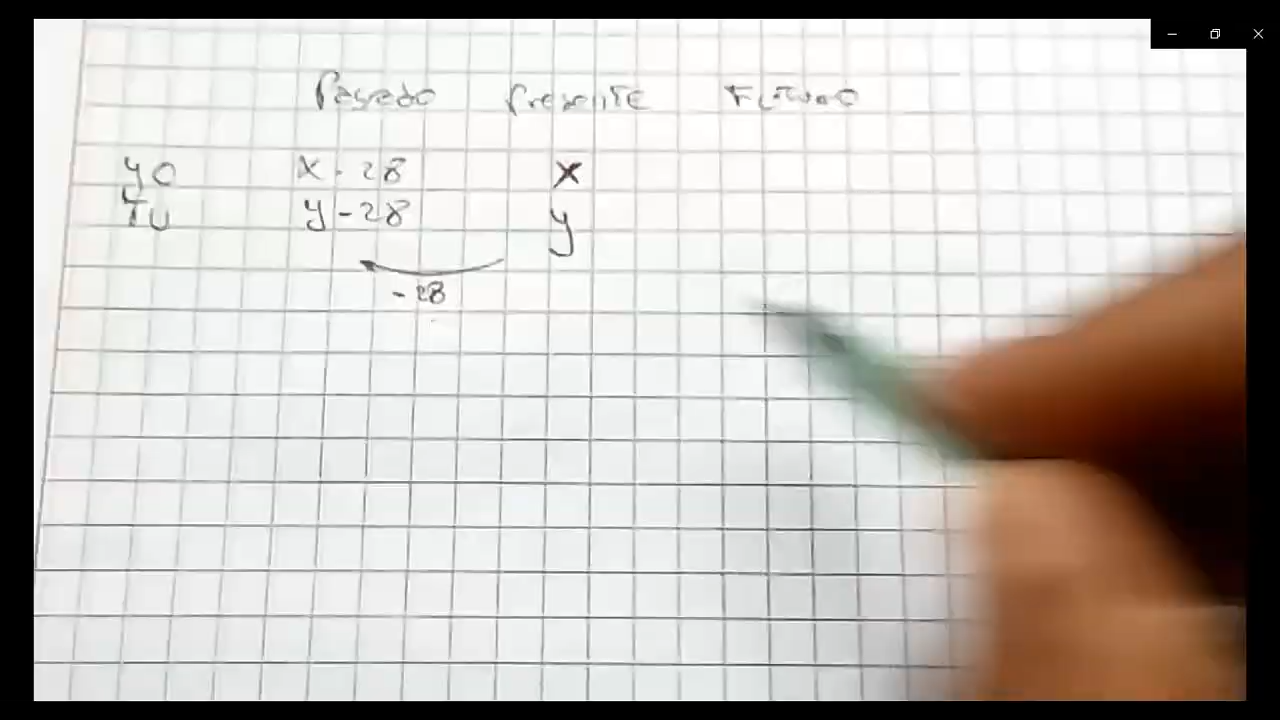 Pasado Presente Futuro
yo x - 28 x
Tu y - 28 y
- 28